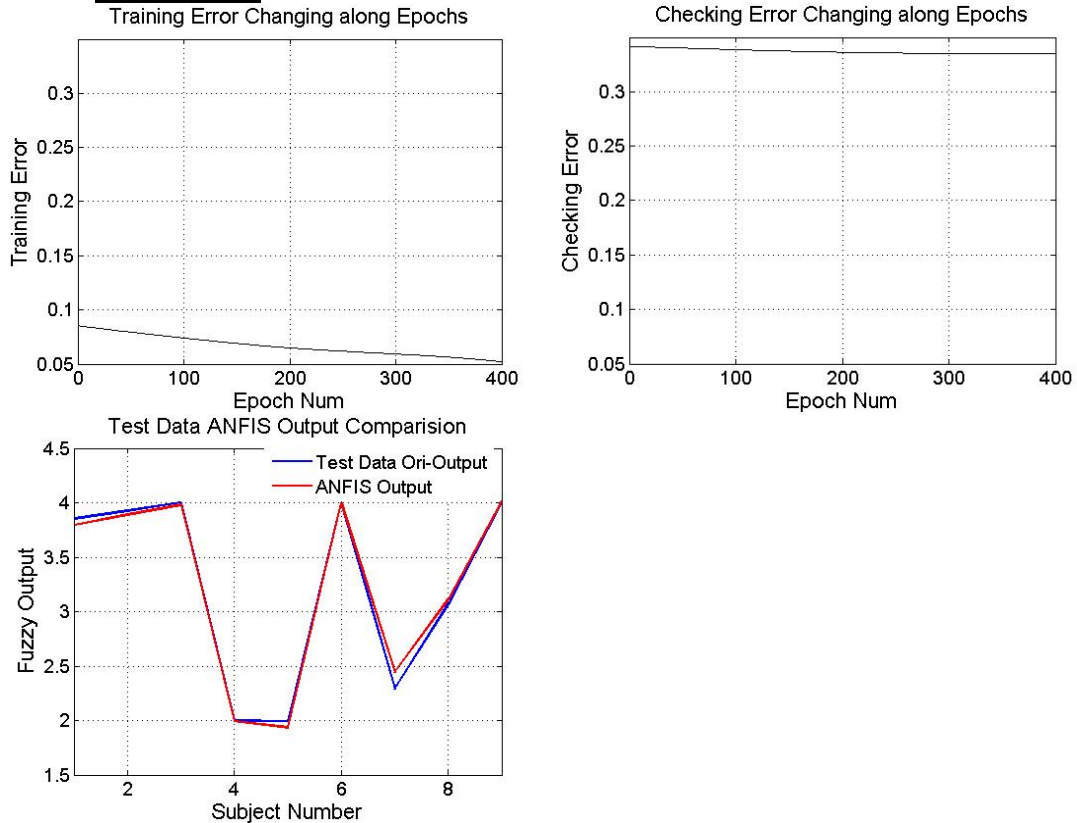 Training Error Changing along Epochs
Training Error
0.3
0.25
0.2
0.15
0.1
0.05
0 100 200 300 400
Epoch Num
Checking Error Changing along Epochs
Checking Error
0.3
0.25
0.2
0.15
0.1
0.05
0 100 200 300 400
Epoch Num
Test Data ANFIS Output Comparision
Fuzzy Output
4.5
4
3.5
3
2.5
2
1.5
Test Data Ori-Output
ANFIS Output
2 4 6 8
Subject Number